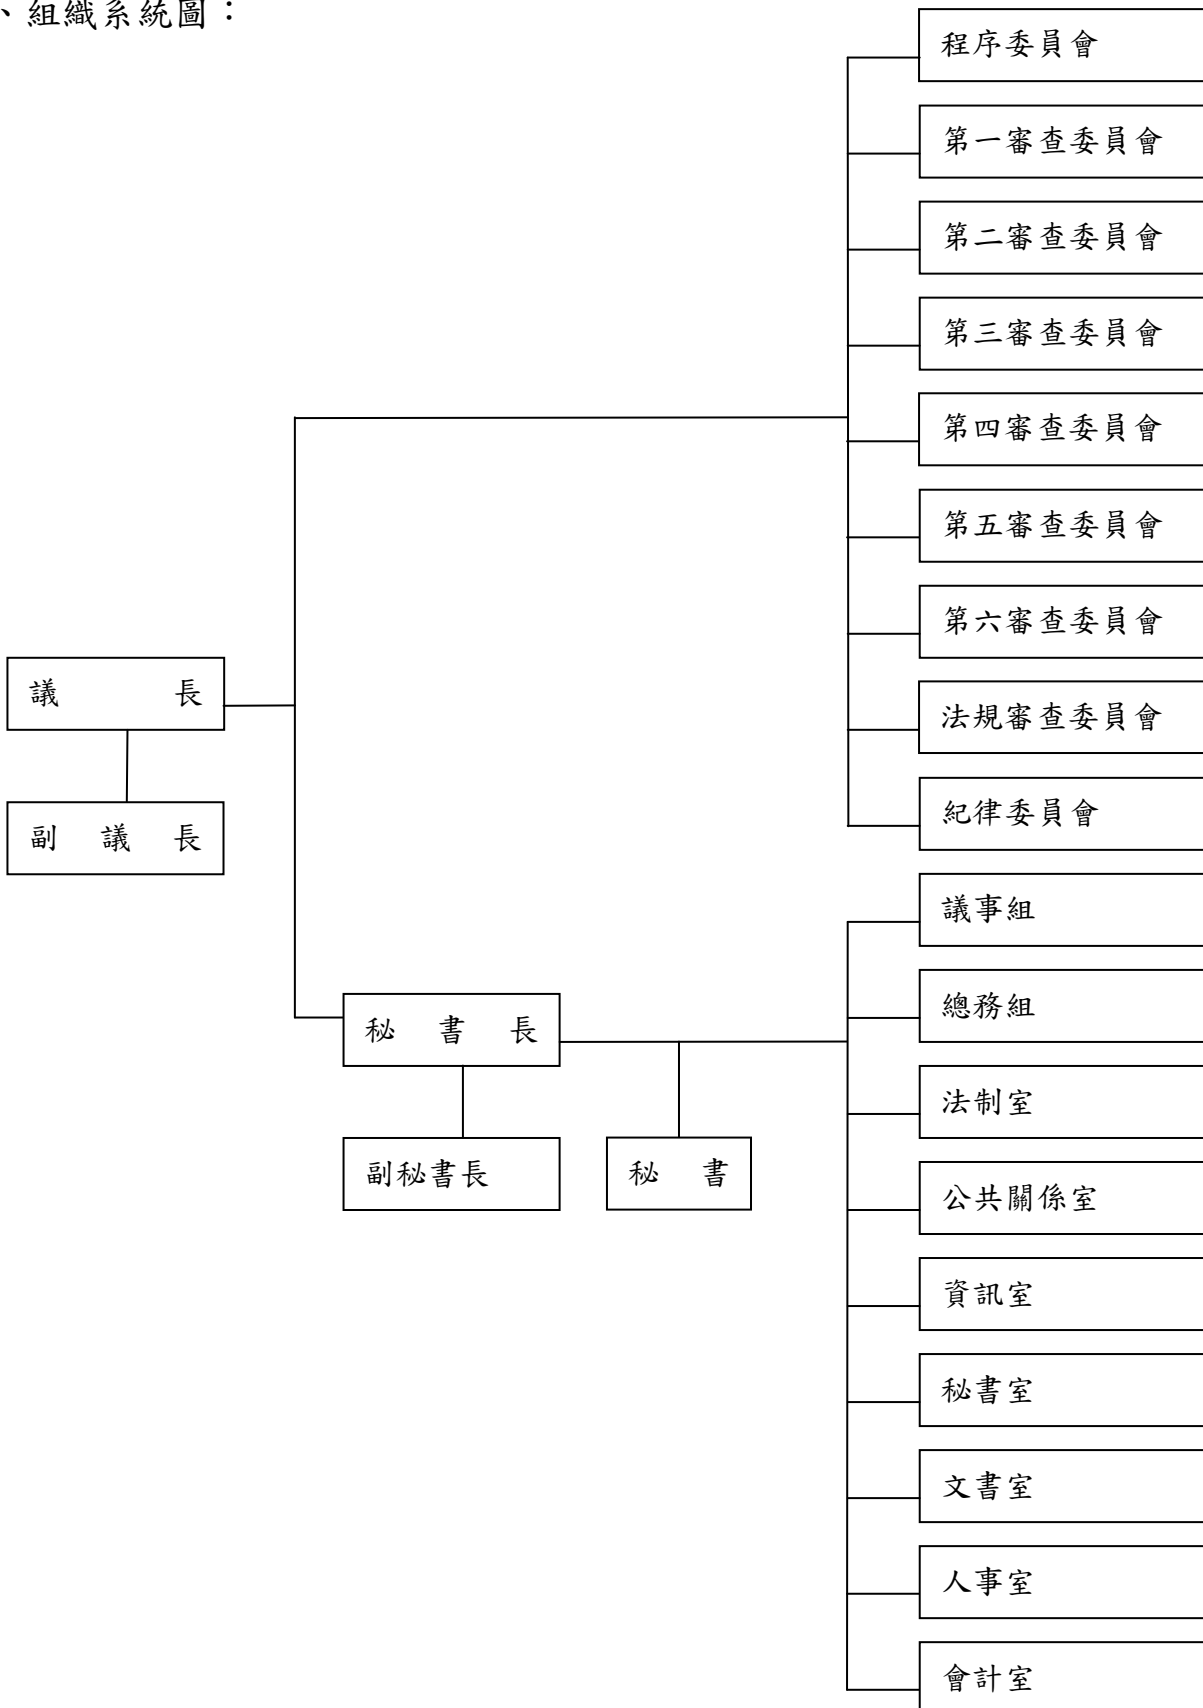 、組織系統圖：
程序委員會
第一審查委員會
第二審查委員會
第三審查委員會
第四審查委員會
第五審查委員會
第六審查委員會
法規審查委員會
紀律委員會
議長
副議長
秘書長
副秘書長
秘書
議事組
總務組
法制室
公共關係室
資訊室
秘書室
文書室
人事室
會計室